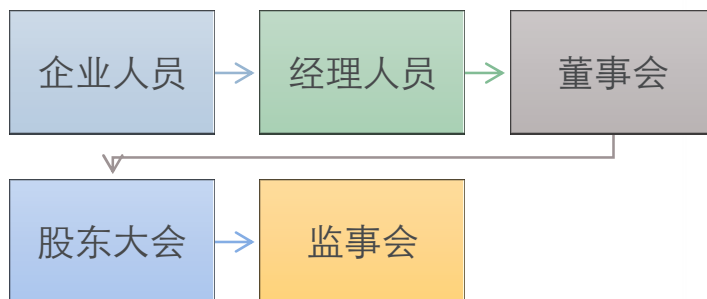 企业人员
经理人员
董事会
股东大会
监事会